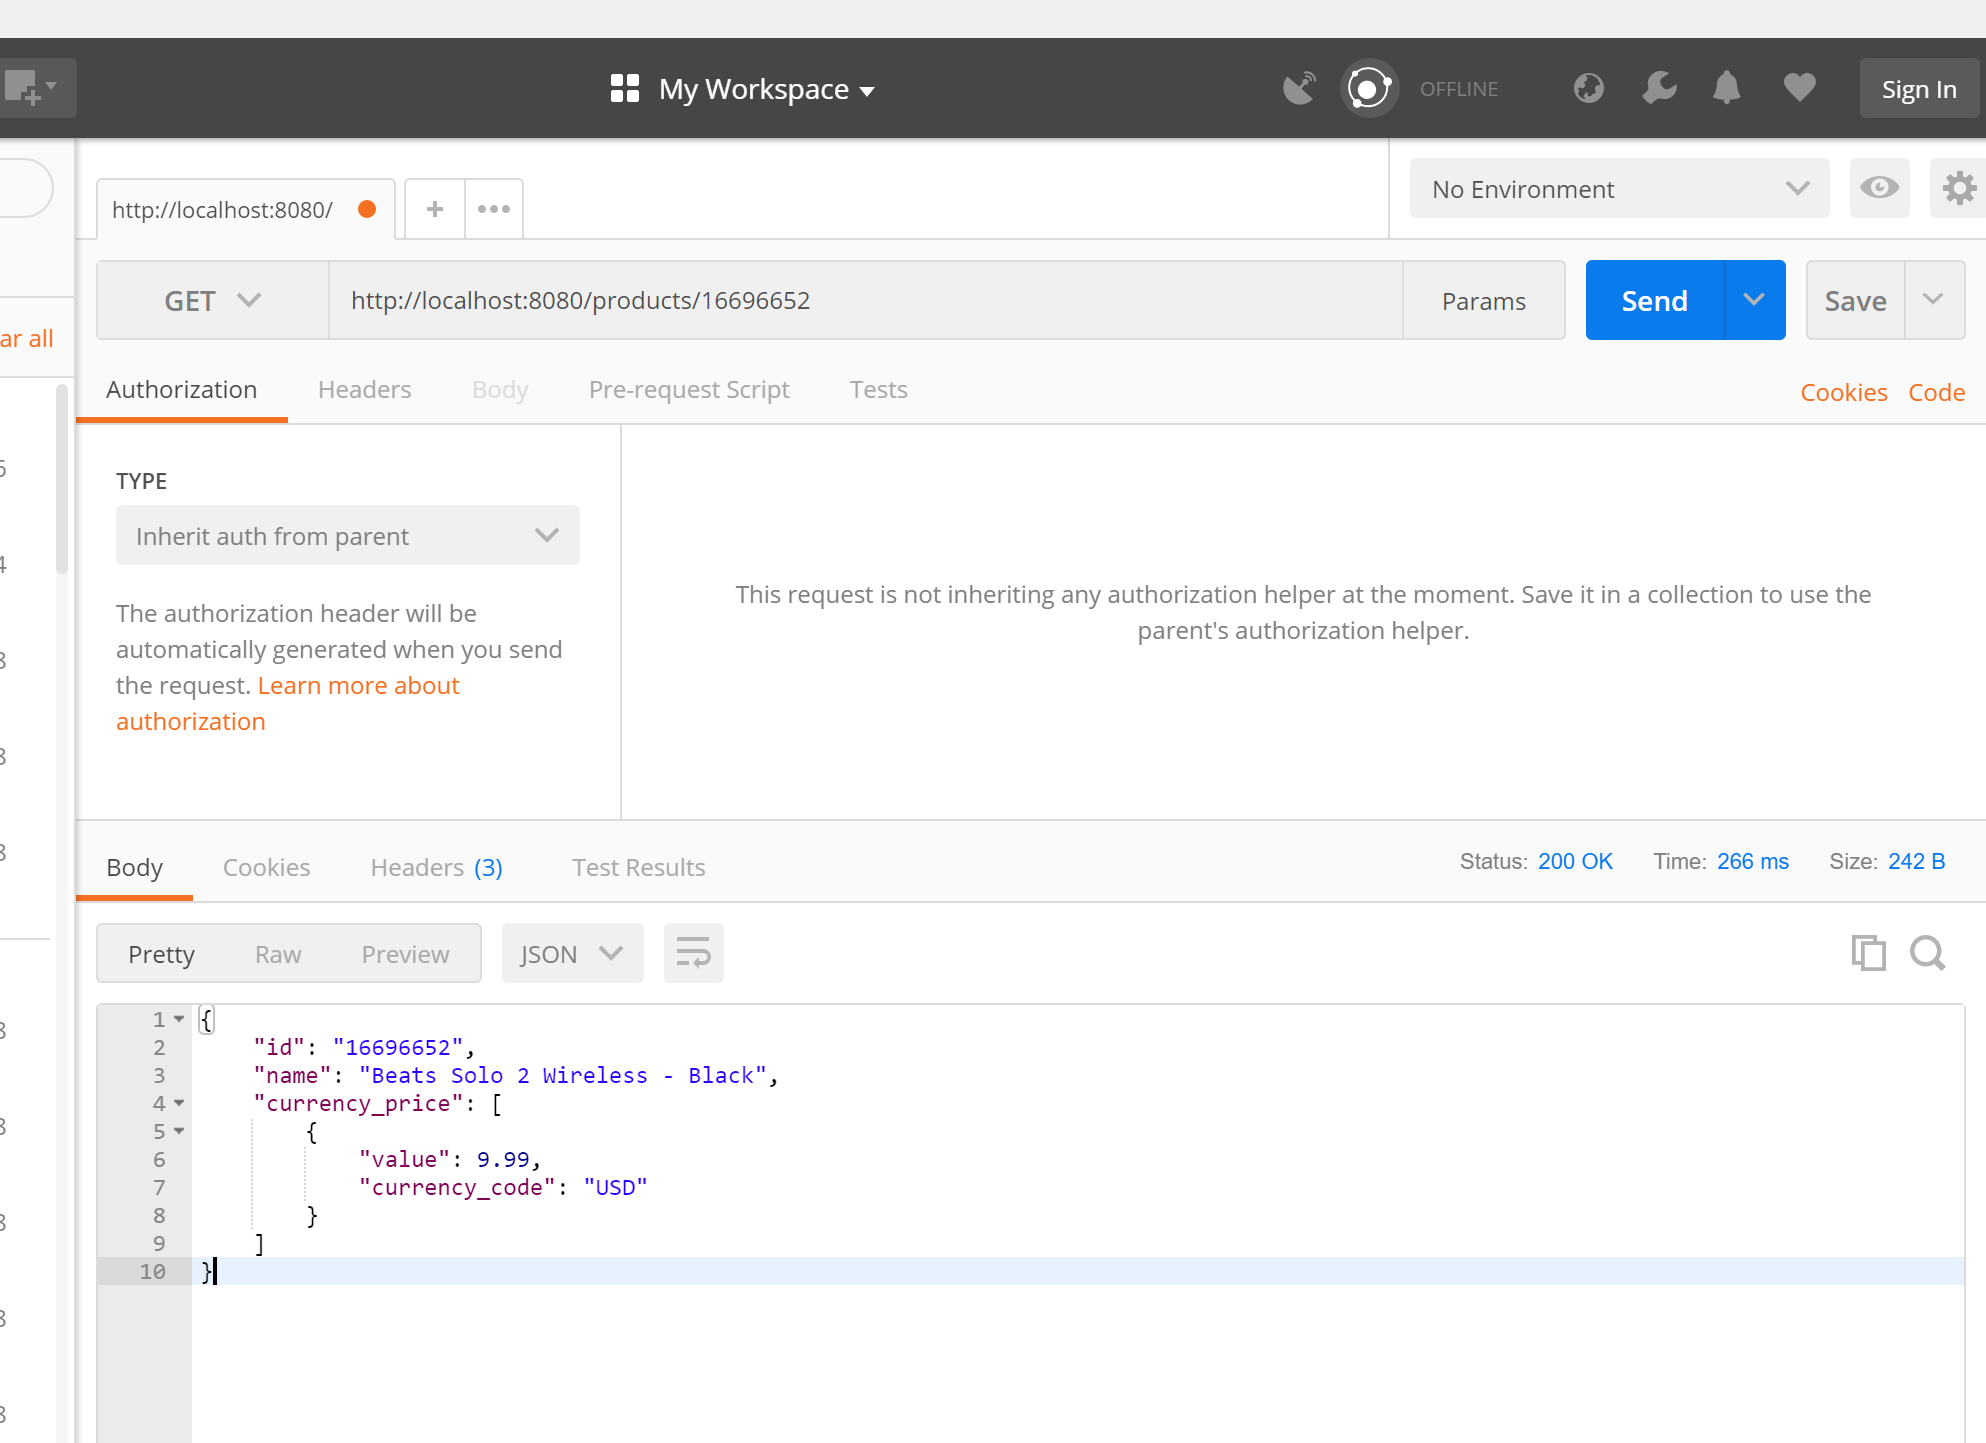 My Workspace
OFFLINE
Sign In
http://localhost:8080/
No Environment
GET
http://localhost:8080/products/16696652
Params
Send
Save
ar all
Authorization
Headers
Body
Pre-request Script
Tests
Cookies
Code
TYPE
Inherit auth from parent
The authorization header will be
automatically generated when you send
the request. Learn more about
authorization
This request is not inheriting any authorization helper at the moment. Save it in a collection to use the
parent's authorization helper.
Body
Cookies
Headers (3)
Test Results
Status: 200 OK
Time: 266 ms
Size: 242 B
Pretty
Raw
Preview
JSON
1 {
2 "id": "16696652",
3 "name": "Beats Solo 2 Wireless - Black",
4 "currency_price": [
5 {
6 "value": 9.99,
7 "currency_code": "USD"
8 }
9 ]
10 }